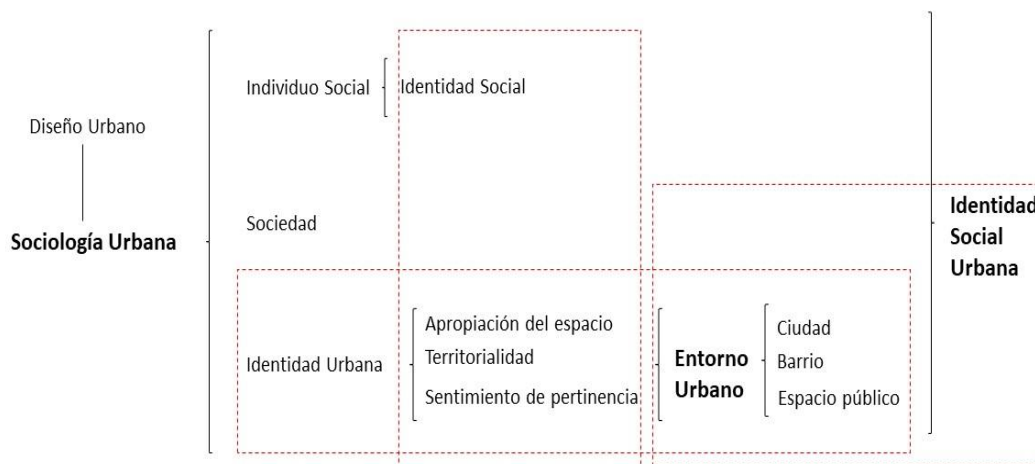 Diseño Urbano
Sociología Urbana
Individuo Social
Identidad Social
Sociedad
Identidad Urbana
Apropiación del espacio
Territorialidad
Sentimiento de pertinencia
Entorno
Urbano
Ciudad
Barrio
Espacio público
Identidad
Social
Urbana